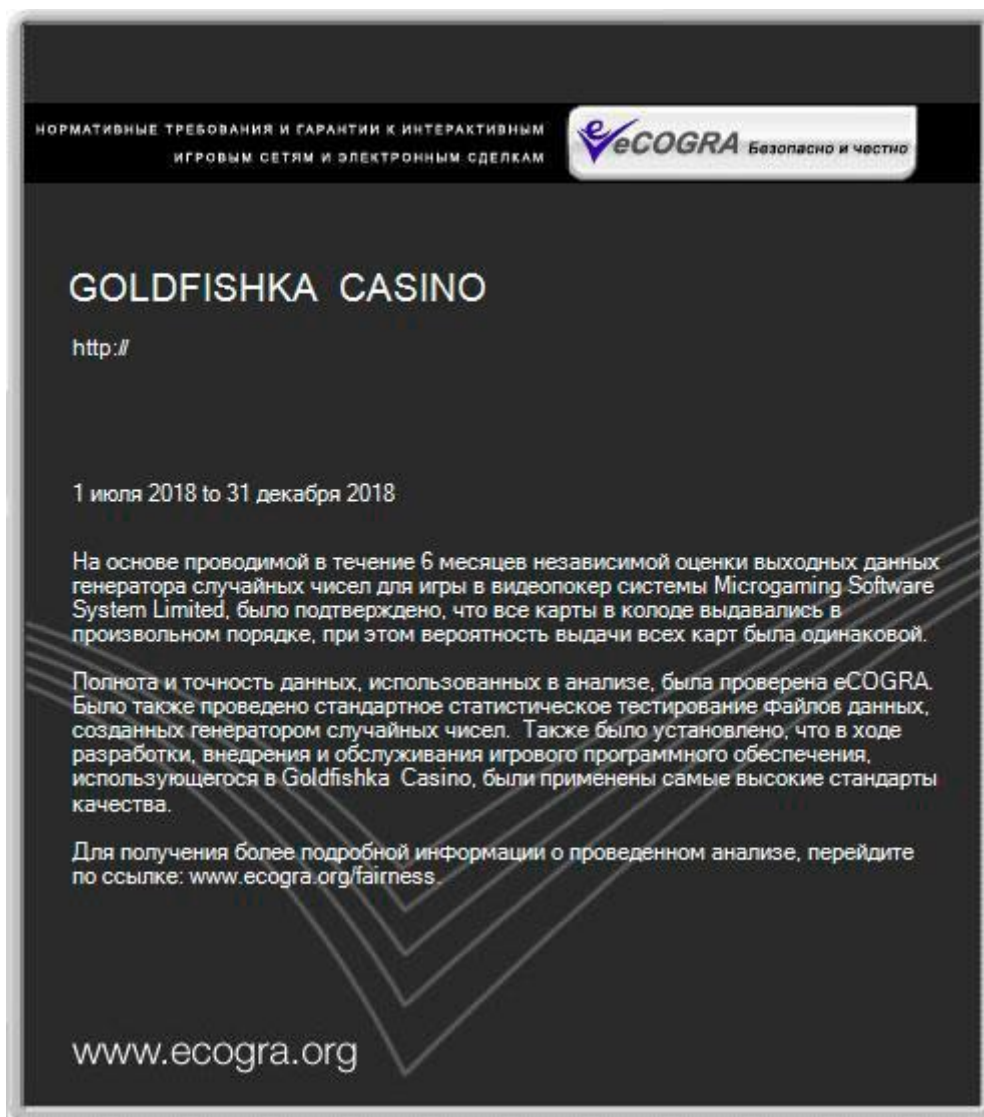 НОРМАТИВНЫЕ ТРЕБОВАНИЯ И ГАРАНТИИ К ИНТЕРАКТИВНЫМ
ИГРОВЫМ СЕТЯМ И ЭЛЕКТРОННЫМ СДЕЛКАМ
eCOGRA Безопасно и честно
GOLDFISHKA CASINO
http://
1 июля 2018 to 31 декабря 2018
На основе проводимой в течение 6 месяцев независимой оценки выходных данных
генератора случайных чисел для игры в видеопокер системы Microgaming Software
System Limited, было подтверждено, что все карты в колоде выдавались в
произвольном порядке, при этом вероятность выдачи всех карт была одинаковой.
Полнота и точность данных, использованных в анализе, была проверена eCOGRA.
Было также проведено стандартное статистическое тестирование файлов данных,
созданных генератором случайных чисел. Также было установлено, что в ходе
разработки, внедрения и обслуживания игрового программного обеспечения,
использующегося в Goldfishka Casino, были применены самые высокие стандарты
качества.
Для получения более подробной информации о проведенном анализе, перейдите
по ссылке: www.ecogra.org/fairness.
www.ecogra.org